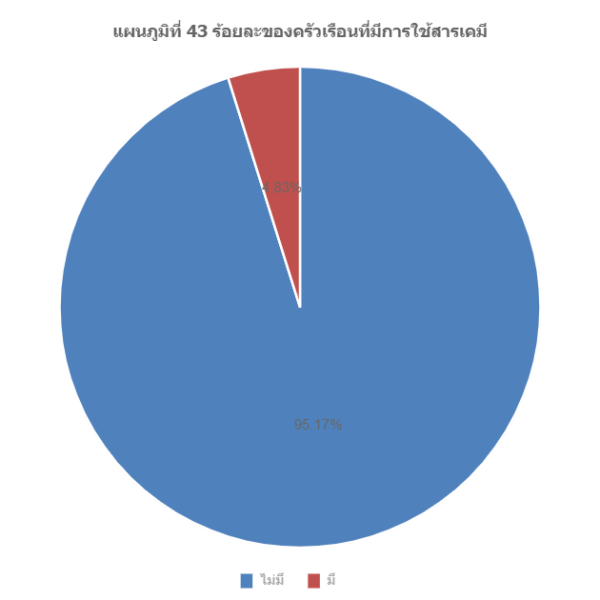 แผนภูมิที่ 43 ร้อยละของครัวเรือนที่มีการใช้สารเคมี
4.83%
95.17%
ไม่มี
มี